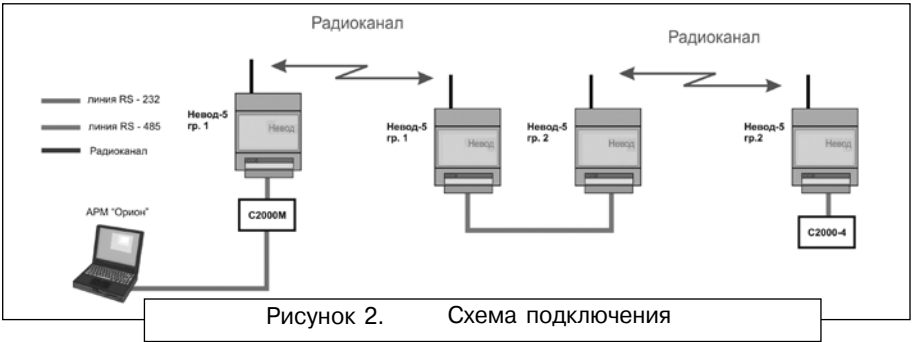 Радиоканал
Радиоканал
линия RS - 232
линия RS - 485
Радиоканал
Невод-5
гр. 1
Невод
Невод-5
гр. 1
Невод
Невод-5
гр. 2
Невод
Невод-5
гр.2
Невод
АРМ "Орион"
С2000М
С2000-4
Рисунок 2. Схема подключения